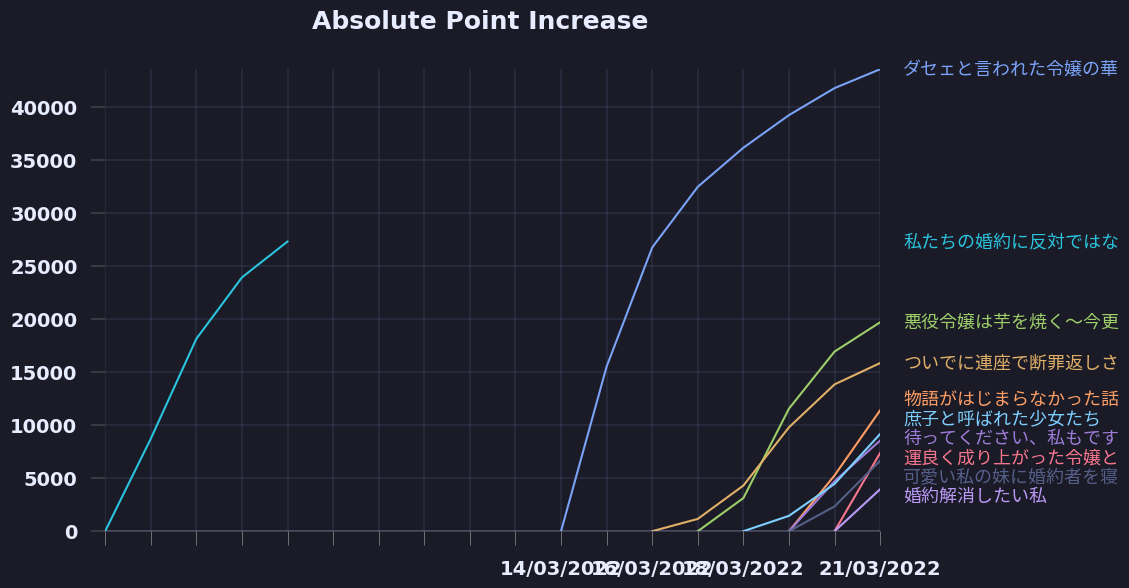 Absolute Point Increase
ダセェと言われた令嬢の華
40000
35000
30000
私たちの婚約に反対ではな
25000
20000
悪役令嬢は芋を焼く～今更
15000
ついでに連座で断罪返しさ
物語がはじまらなかった話
10000
庶子と呼ばれた少女たち
待ってください、私もです
運良く成り上がった令嬢と
5000
可愛い私の妹に婚約者を寝
婚約解消したい私
0
14/03/2022 16/03/2022 18/03/2022 21/03/2022